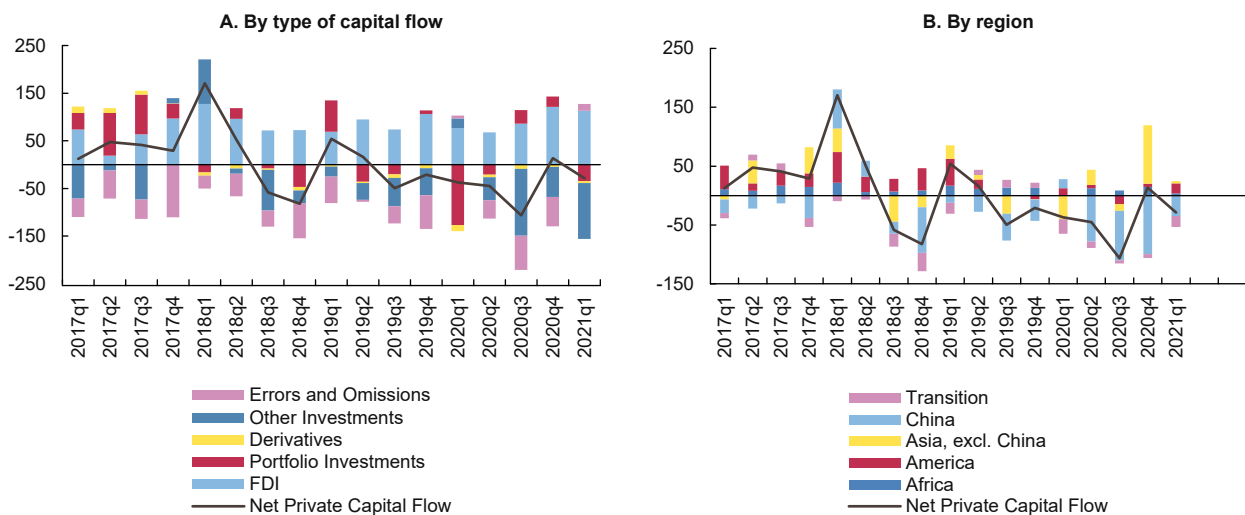 A. By type of capital flow
250
150
50
-50
-150
-250
2017q1
2017q2
2017q3
2017q4
2018q1
2018q2
2018q3
2018q4
2019q1
2019q2
2019q3
2019q4
2020q1
2020q2
2020q3
2020q4
2021q1
Errors and Omissions
Other Investments
Derivatives
Portfolio Investments
FDI
Net Private Capital Flow
B. By region
250
150
50
-50
-150
2017q1
2017q2
2017q3
2017q4
2018q1
2018q2
2018q3
2018q4
2019q1
2019q2
2019q3
2019q4
2020q1
2020q2
2020q3
2020q4
2021q1
Transition
China
Asia, excl. China
America
Africa
Net Private Capital Flow